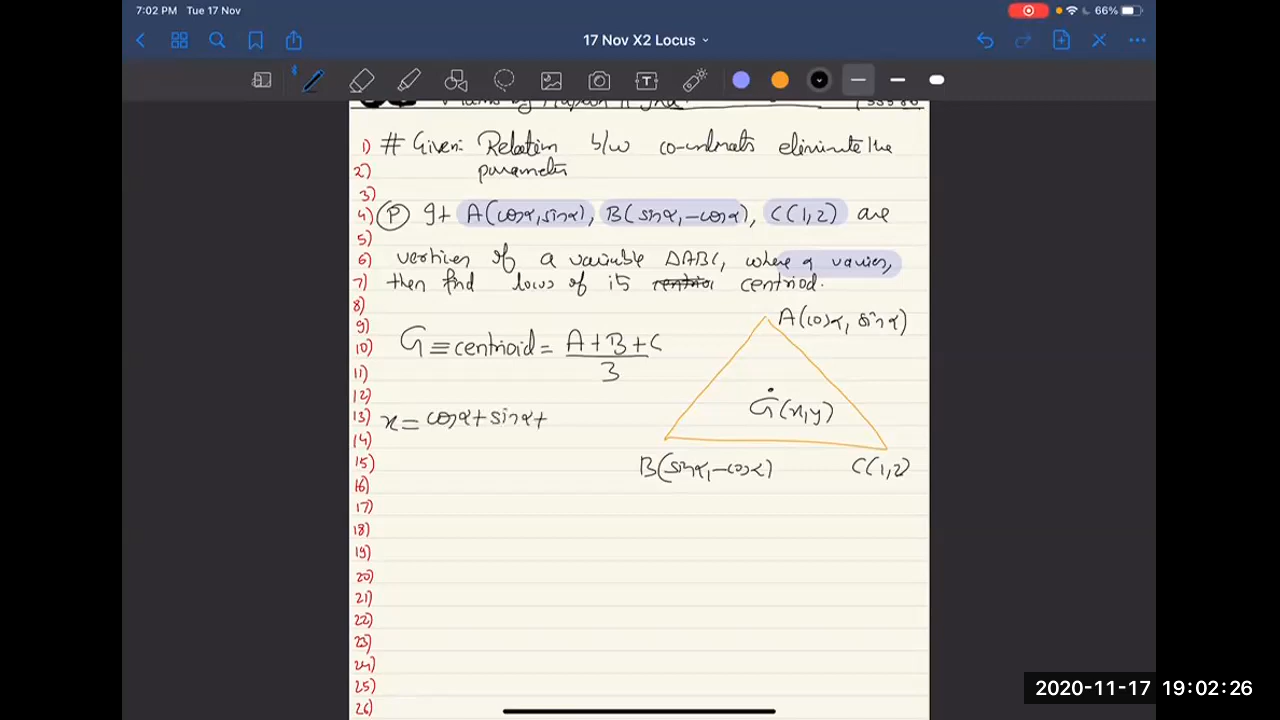 7:02 PM Tue 17 Nov
66%
17 Nov X2 Locus
1) # Given: Relation b/w co-ordinats eliminate the
2) parameter
3)
4) (P) If A(cosα, sinα), B(sinα, -cosα), C(1,2) are
5)
6) vertices of a variable ΔABC, where α varies,
7) then find locus of its centriod.
8)
9) A(cosα, sinα)
10) G ≡ centrioid = A+B+C
11) 3
12)
13) x = cosα + sinα +
G(x,y)
14)
15) B(sinα, -cosα) C(1,2)
16)
17)
18)
19)
20)
21)
22)
23)
24)
25)
26)
2020-11-17 19:02:26